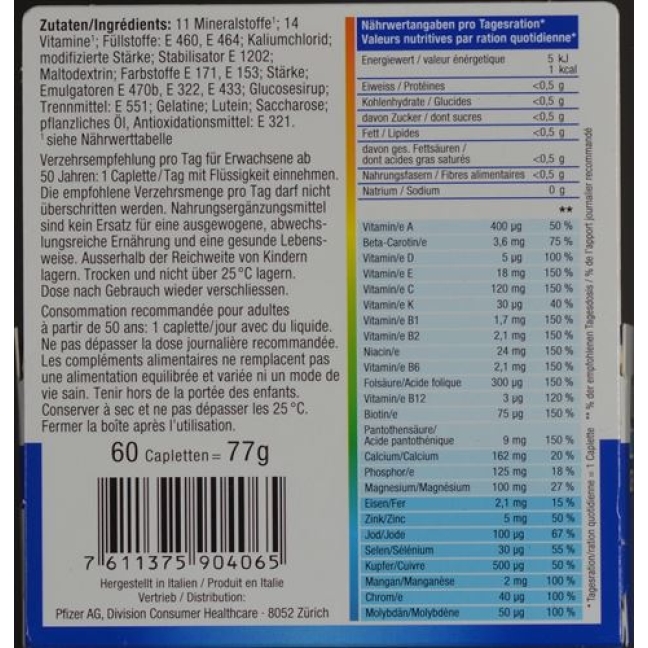 Zutaten/Ingrédients: 11 Mineralstoffe¹; 14
Vitamine¹; Füllstoffe: E 460, E 464; Kaliumchlorid;
modifizierte Stärke; Stabilisator E 1202;
Maltodextrin; Farbstoffe E 171, E 153; Stärke;
Emulgatoren E 470b, E 322, E 433; Glucosesirup;
Trennmittel: E 551; Gelatine; Lutein; Saccharose;
pflanzliches Öl, Antioxidationsmittel: E 321.
¹ siehe Nährwerttabelle
Verzehrsempfehlung pro Tag für Erwachsene ab
50 Jahren: 1 Caplette/Tag mit Flüssigkeit einnehmen.
Die empfohlene Verzehrsmenge pro Tag darf nicht
überschritten werden. Nahrungsergänzungsmittel
sind kein Ersatz für eine ausgewogene, abwechs-
lungsreiche Ernährung und eine gesunde Lebens-
weise. Ausserhalb der Reichweite von Kindern
lagern. Trocken und nicht über 25°C lagern.
Dose nach Gebrauch wieder verschliessen.
Consommation recommandée pour adultes
à partir de 50 ans: 1 caplette/jour avec du liquide.
Ne pas dépasser la dose journalière recommandée.
Les compléments alimentaires ne remplacent pas
une alimentation équilibrée et variée ni un mode de
vie sain. Tenir hors de la portée des enfants.
Conserver à sec et ne pas dépasser les 25°C.
Fermer la boîte après l'utilisation.
60 Capletten = 77g
7 611375 904065
Hergestellt in Italien / Produit en Italie
Vertrieb / Distribution:
Pfizer AG, Division Consumer Healthcare · 8052 Zürich
Nährwertangaben pro Tagesration*
Valeurs nutritives par ration quotidienne*
Energiewert / valeur énergétique 5 kJ
1 kcal
Eiweiss / Protéines <0,5 g
Kohlenhydrate / Glucides <0,5 g
davon Zucker / dont sucres <0,5 g
Fett / Lipides <0,5 g
davon ges. Fettsäuren /
dont acides gras saturés <0,5 g
Nahrungsfasern / Fibres alimentaires <0,5 g
Natrium / Sodium 0 g
**
Vitamin/e A 400 µg 50 %
Beta-Carotin/e 3,6 mg 75 %
Vitamin/e D 5 µg 100 %
Vitamin/e E 18 mg 150 %
Vitamin/e C 120 mg 150 %
Vitamin/e K 30 µg 40 %
Vitamin/e B1 1,7 mg 150 %
Vitamin/e B2 2,1 mg 150 %
Niacin/e 24 mg 150 %
Vitamin/e B6 2,1 mg 150 %
Folsäure/Acide folique 300 µg 150 %
Vitamin/e B12 3 µg 120 %
Biotin/e 75 µg 150 %
Pantothensäure/
Acide pantothénique 9 mg 150 %
Calcium/Calcium 162 mg 20 %
Phosphor/e 125 mg 18 %
Magnesium/Magnésium 100 mg 27 %
Eisen/Fer 2,1 mg 15 %
Zink/Zinc 5 mg 50 %
Jod/Jode 100 µg 67 %
Selen/Sélénium 30 µg 55 %
Kupfer/Cuivre 500 µg 50 %
Mangan/Manganèse 2 mg 100 %
Chrom/e 40 µg 100 %
Molybdän/Molybdène 50 µg 100 %
* Tagesration/ration quotidienne = 1 Caplette ** % der empfohlenen Tagesdosis / % de l'apport journalier recommandé